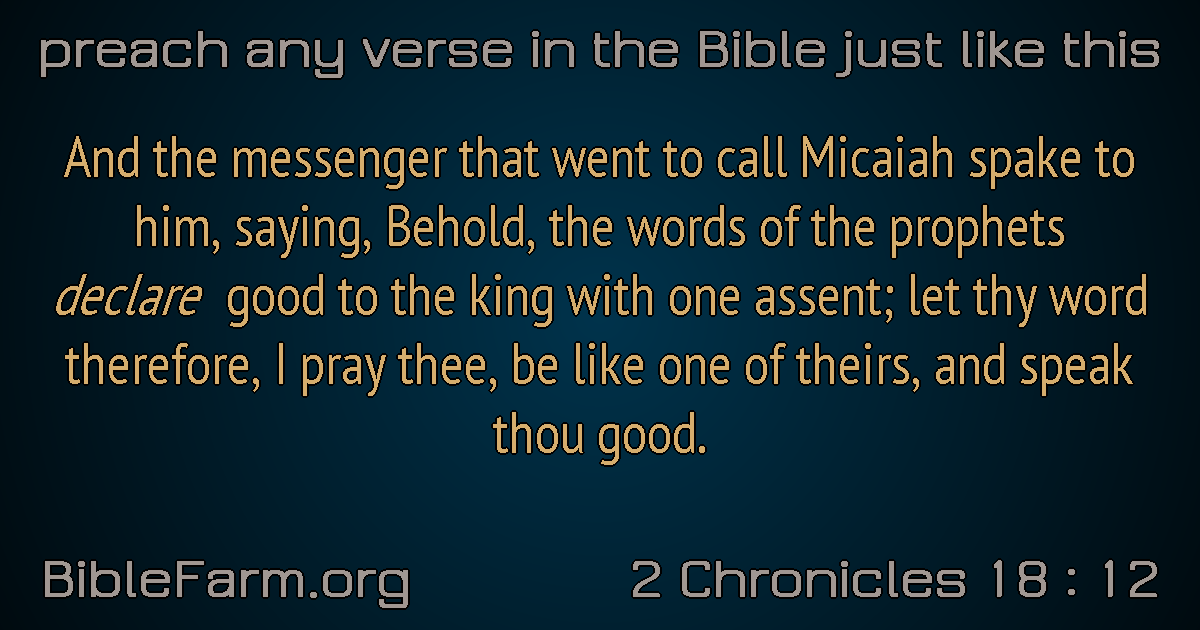 preach any verse in the Bible just like this
And the messenger that went to call Micaiah spake to
him, saying, Behold, the words of the prophets
declare good to the king with one assent; let thy word
therefore, I pray thee, be like one of theirs, and speak
thou good.
BibleFarm.org
2 Chronicles 18 : 12